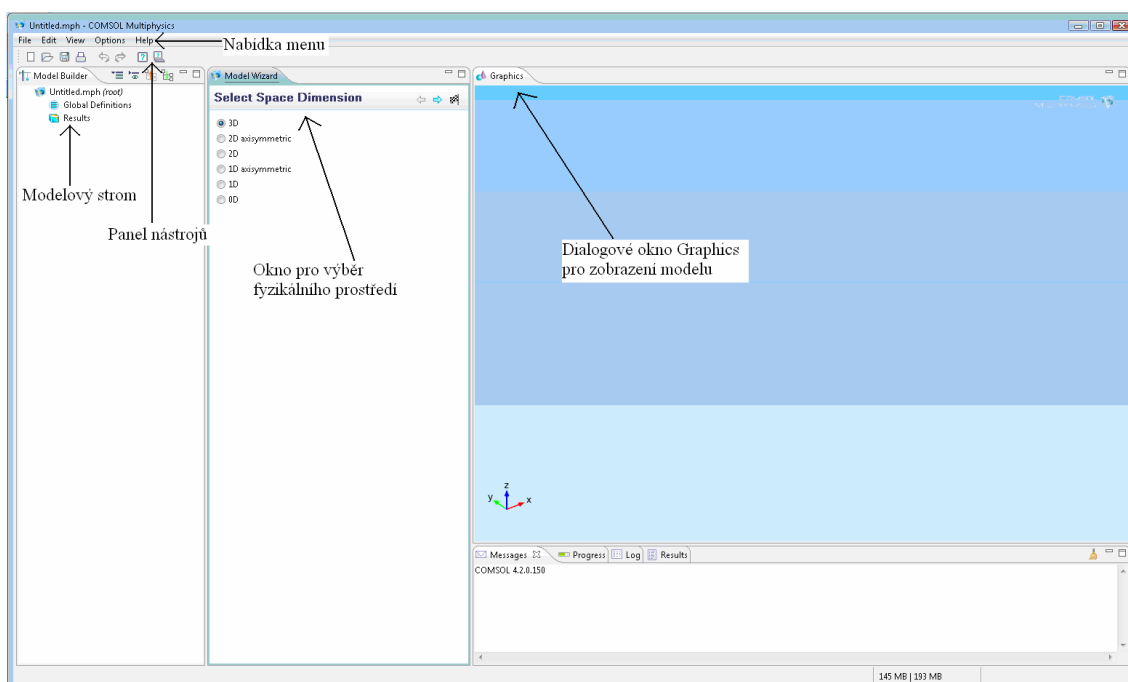 Untitled.mph - COMSOL Multiphysics
File Edit View Options Help
Nabídka menu
Model Builder
Untitled.mph (root)
Global Definitions
Results
Modelový strom
Panel nástrojů
Model Wizard
Select Space Dimension
3D
2D axisymmetric
2D
1D axisymmetric
1D
0D
Okno pro výběr
fyzikálního prostředí
Graphics
COMSOL
Dialogové okno Graphics
pro zobrazení modelu
z
y
x
Messages Progress Log Results
COMSOL 4.2.0.150
145 MB | 193 MB